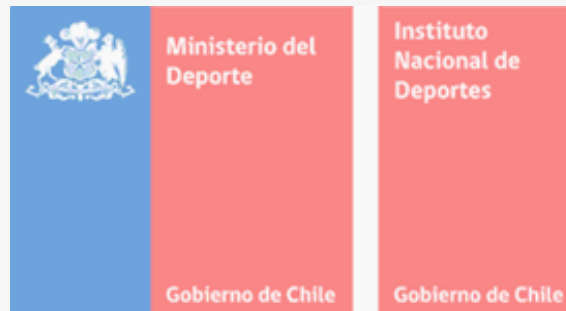 Ministerio del
Deporte
Gobierno de Chile
Instituto
Nacional de
Deportes
Gobierno de Chile